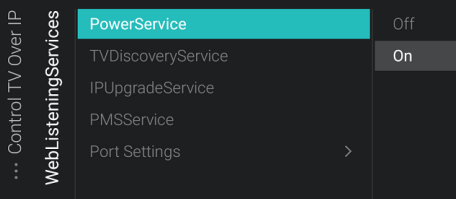 ... Control TV Over IP
WebListeningServices
PowerService
TVDiscoveryService
IPUpgradeService
PMSService
Port Settings
Off
On